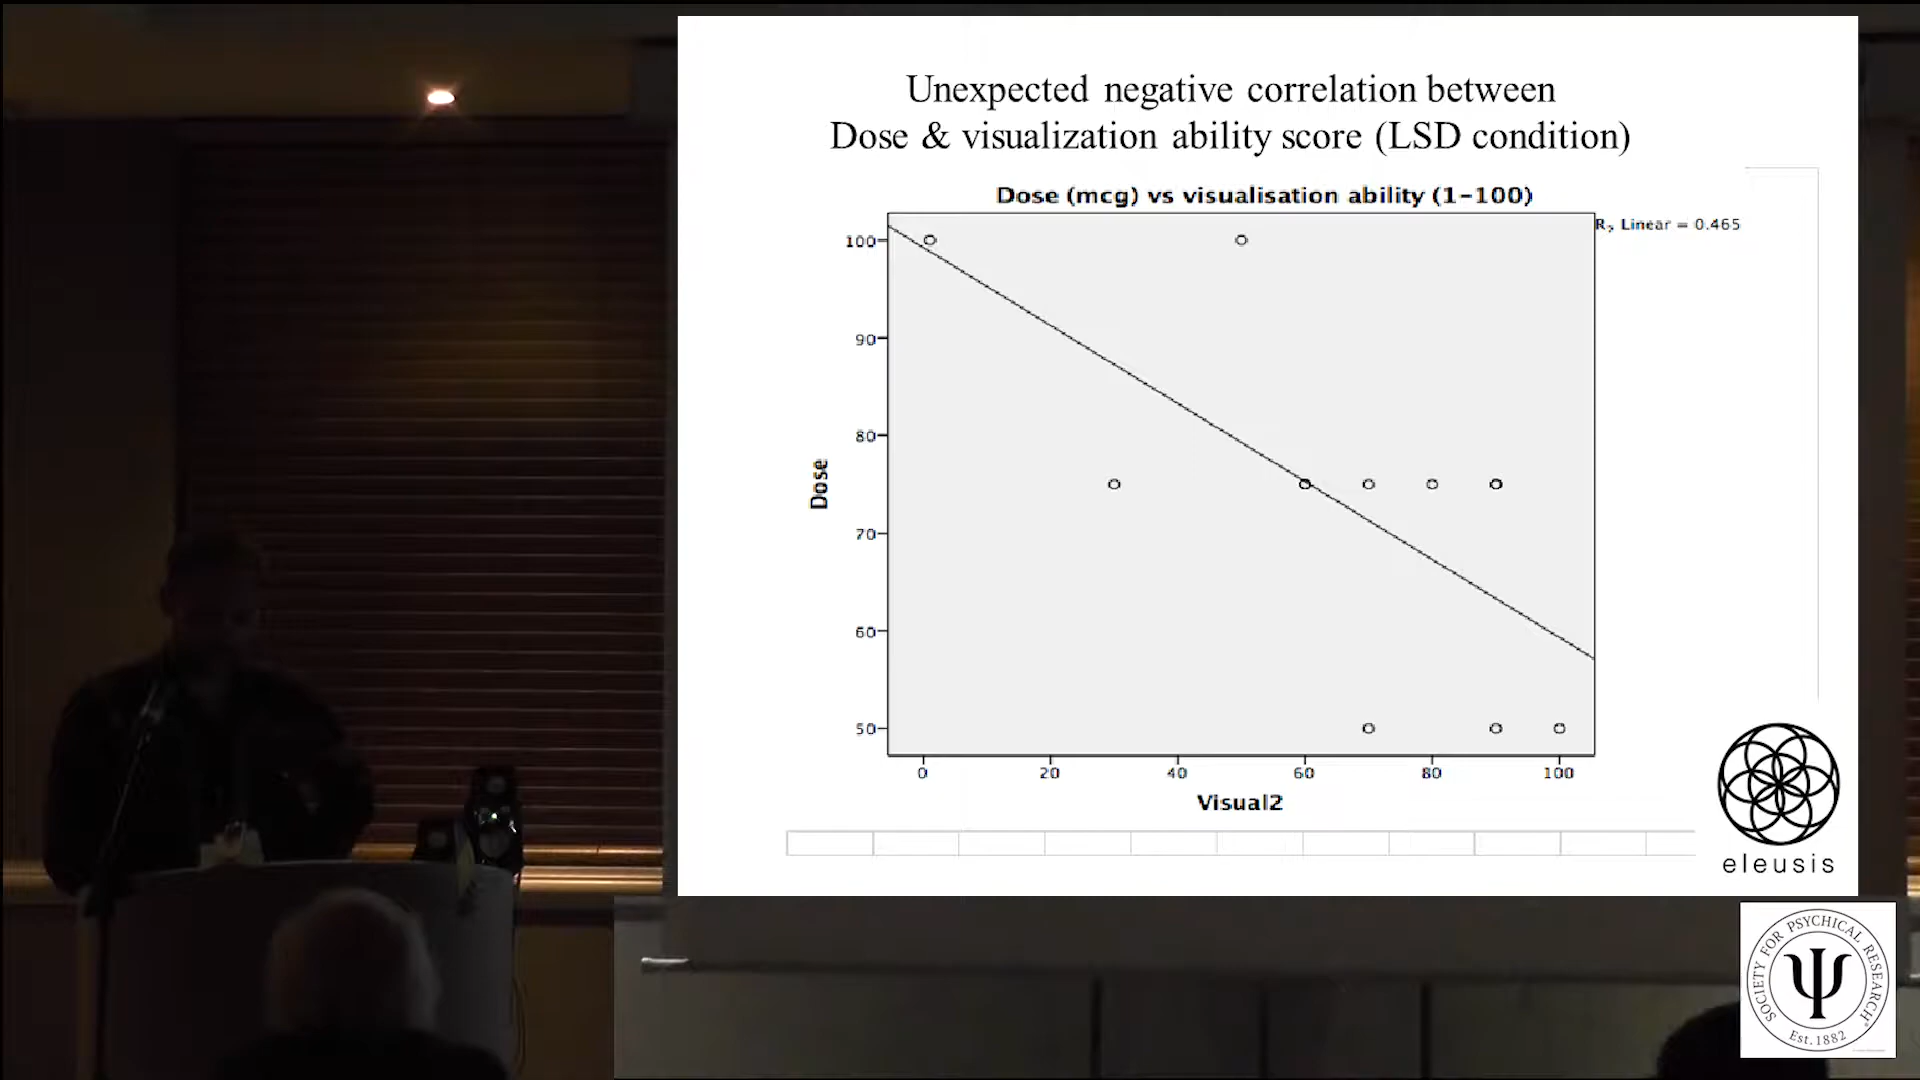 Unexpected negative correlation between
Dose & visualization ability score (LSD condition)
Dose (mcg) vs visualisation ability (1-100)
R² Linear = 0.465
100
90
80
70
60
50
Dose
0 20 40 60 80 100
Visual2
eleusis
SOCIETY FOR PSYCHICAL RESEARCH
Est. 1882